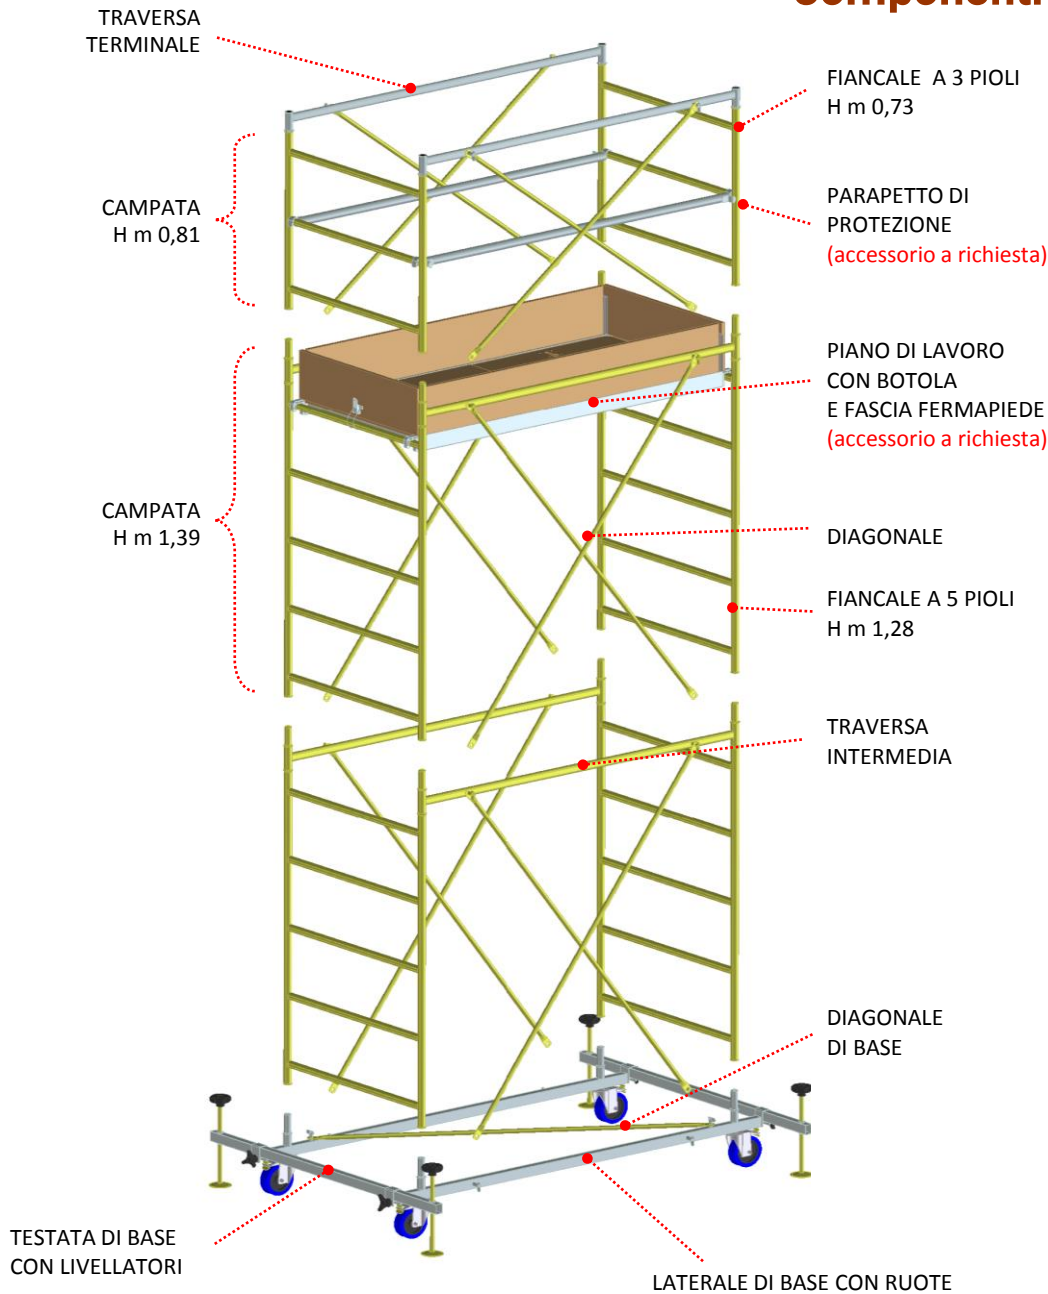 componenti
TRAVERSA
TERMINALE
FIANCALE A 3 PIOLI
H m 0,73
CAMPATA
H m 0,81
PARAPETTO DI
PROTEZIONE
(accessorio a richiesta)
PIANO DI LAVORO
CON BOTOLA
E FASCIA FERMAPIEDE
(accessorio a richiesta)
CAMPATA
H m 1,39
DIAGONALE
FIANCALE A 5 PIOLI
H m 1,28
TRAVERSA
INTERMEDIA
DIAGONALE
DI BASE
TESTATA DI BASE
CON LIVELLATORI
LATERALE DI BASE CON RUOTE